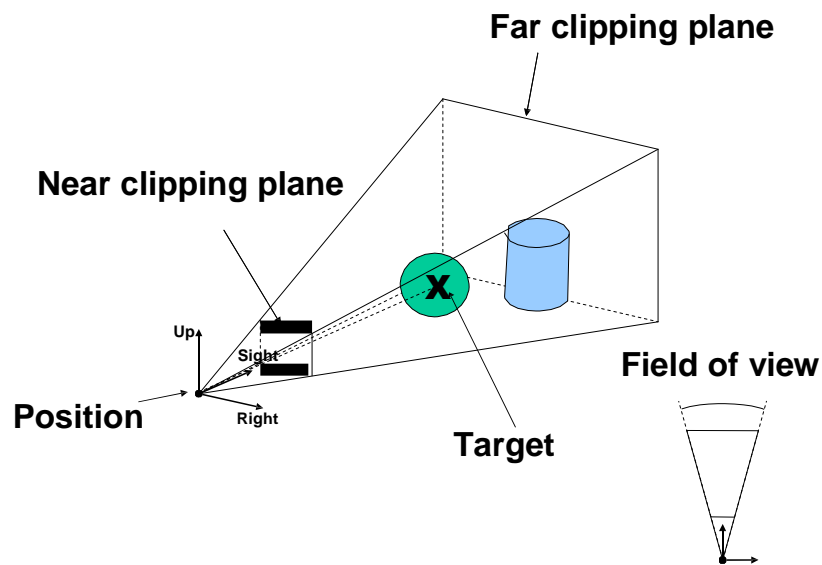 Far clipping plane
Near clipping plane
X
Up
Sight
Field of view
Position
Right
Target